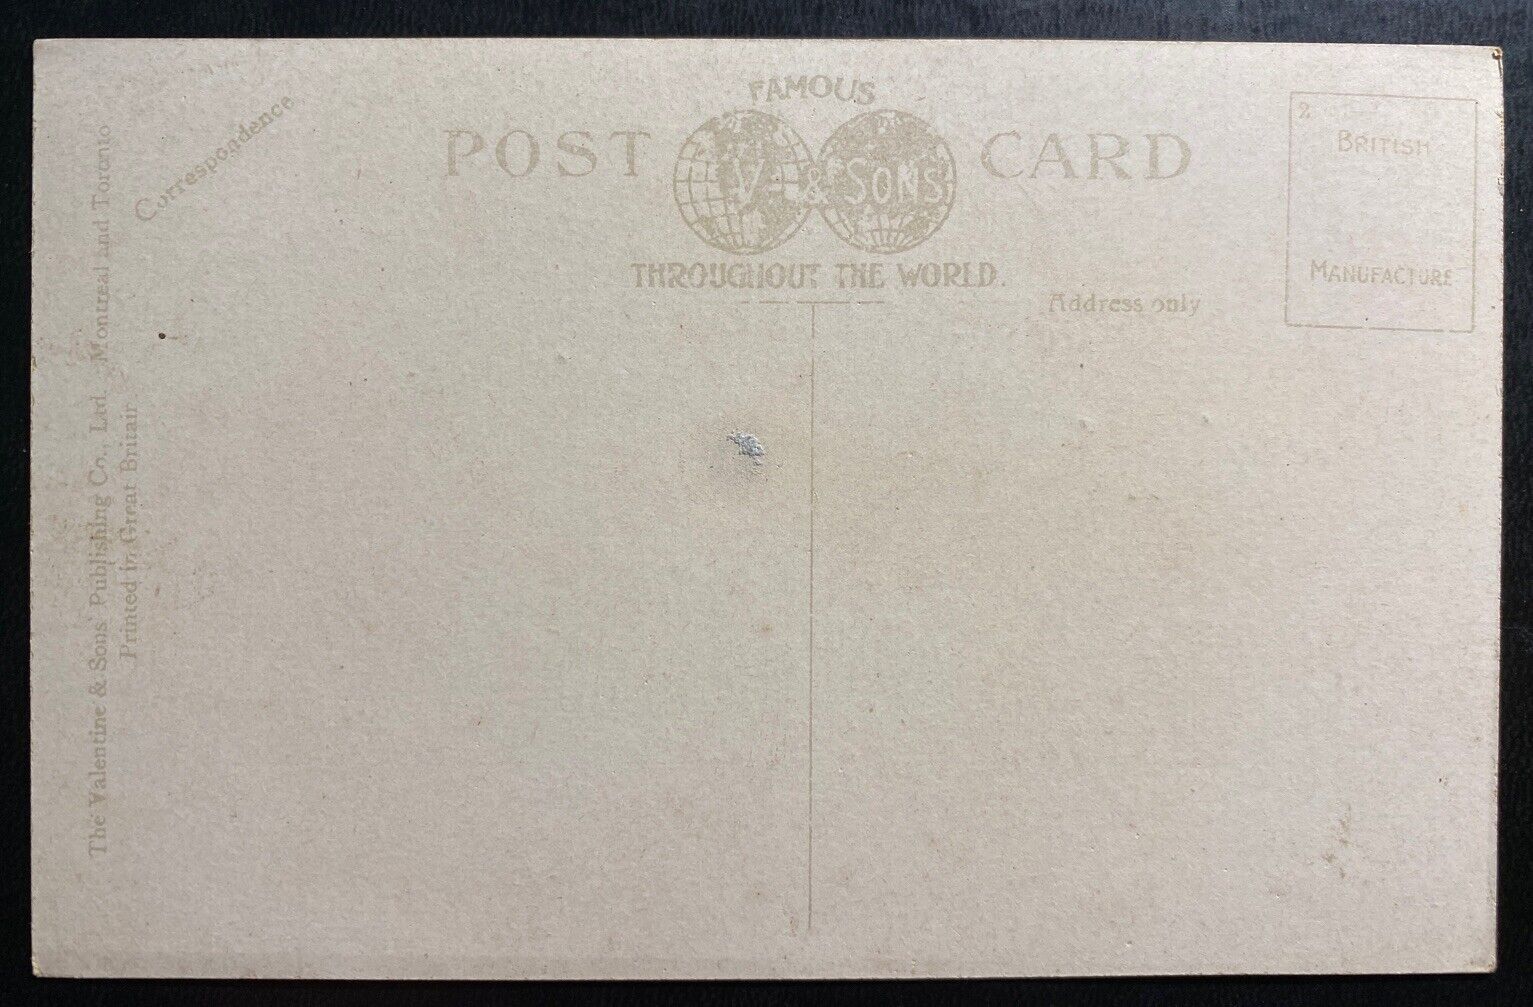 Correspondence
FAMOUS
POST CARD
V. & SONS
THROUGHOUT THE WORLD.
Address only
2
BRITISH
MANUFACTURE
The Valentine & Sons' Publishing Co., Ltd. Montreal and Toronto
Printed in Great Britain